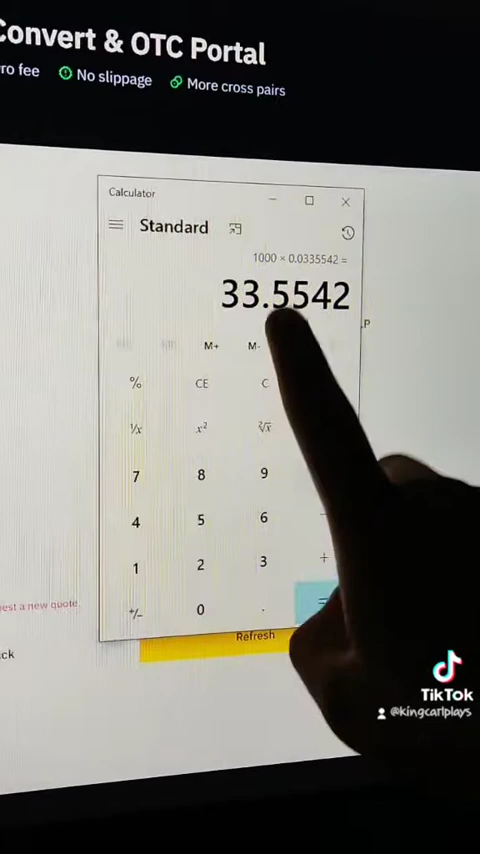 Convert & OTC Portal
ro fee No slippage More cross pairs
Calculator
Standard
1000 × 0.0335542 =
33.5542
M+ M-
% CE C
¹/x x² ²√x
7 8 9
4 5 6 −
1 2 3 +
+/− 0 . =
est a new quote.
ck
Refresh
TikTok
@kingcarlplays